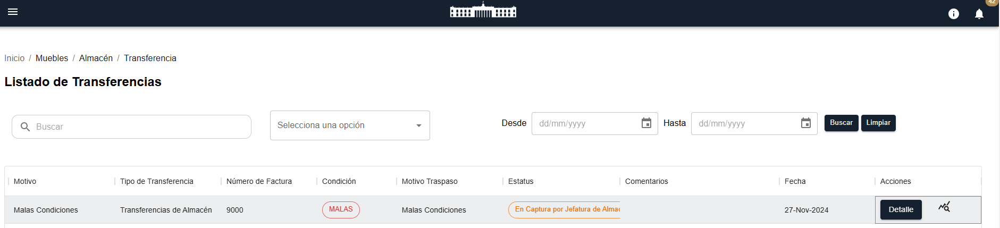 42
Inicio / Muebles / Almacén / Transferencia
Listado de Transferencias
Buscar
Selecciona una opción
Desde dd/mm/yyyy Hasta dd/mm/yyyy Buscar Limpiar
Motivo Tipo de Transferencia Número de Factura Condición Motivo Traspaso Estatus Comentarios Fecha Acciones
Malas Condiciones Transferencias de Almacén 9000 MALAS Malas Condiciones En Captura por Jefatura de Almac 27-Nov-2024 Detalle